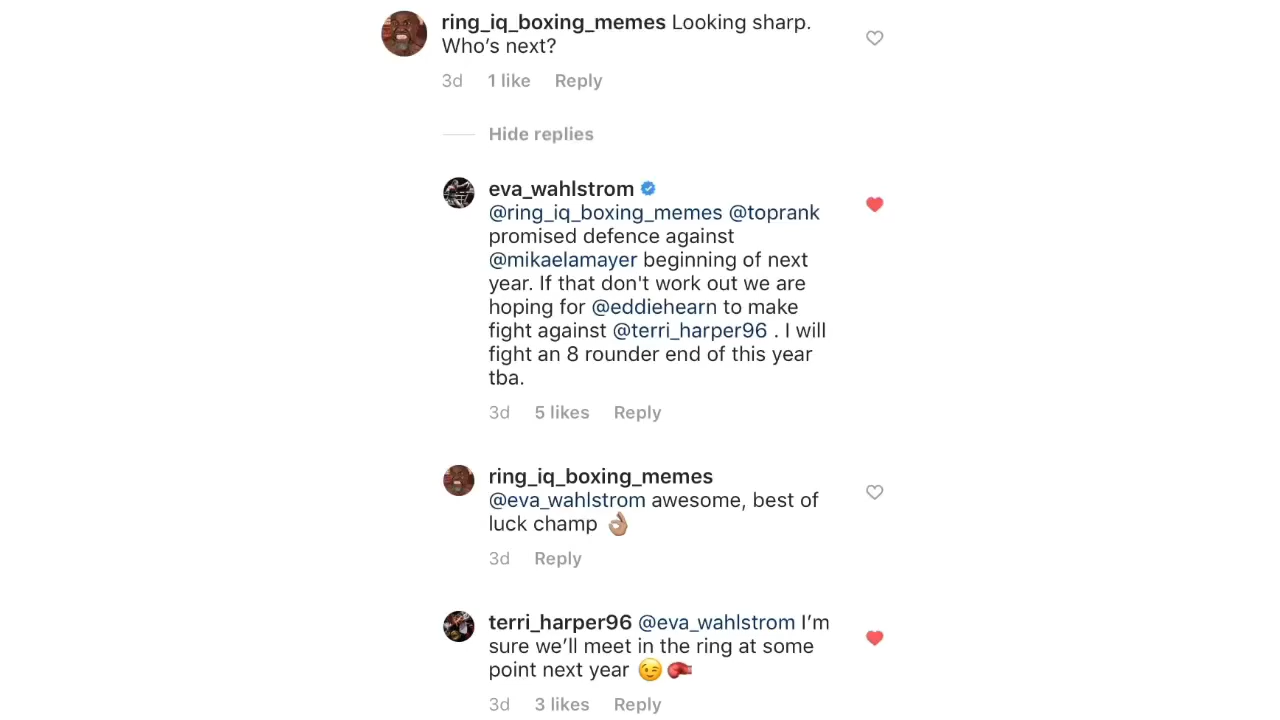 ring_iq_boxing_memes Looking sharp.
Who’s next?
3d 1 like Reply
Hide replies
eva_wahlstrom
@ring_iq_boxing_memes @toprank
promised defence against
@mikaelamayer beginning of next
year. If that don't work out we are
hoping for @eddiehearn to make
fight against @terri_harper96 . I will
fight an 8 rounder end of this year
tba.
3d 5 likes Reply
ring_iq_boxing_memes
@eva_wahlstrom awesome, best of
luck champ 👌🏽
3d Reply
terri_harper96 @eva_wahlstrom I’m
sure we’ll meet in the ring at some
point next year 😉🥊
3d 3 likes Reply